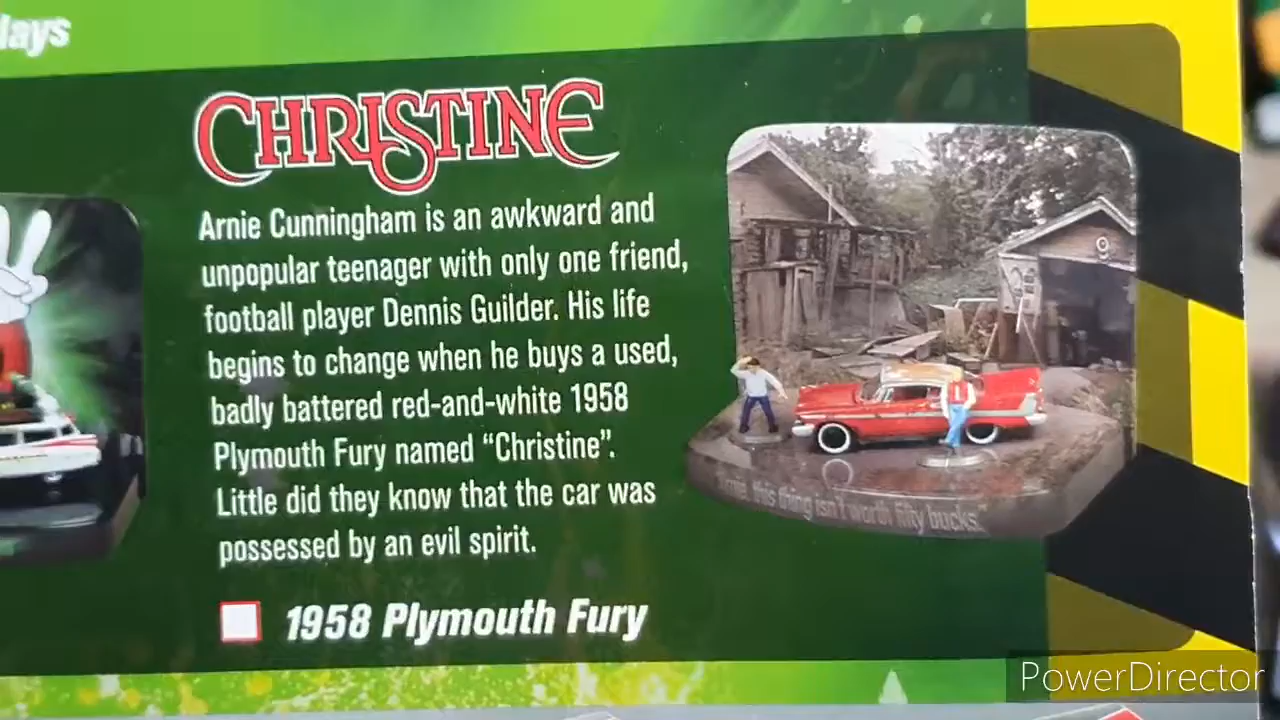 lays
CHRISTINE
Arnie Cunningham is an awkward and
unpopular teenager with only one friend,
football player Dennis Guilder. His life
begins to change when he buys a used,
badly battered red-and-white 1958
Plymouth Fury named “Christine”.
Little did they know that the car was
possessed by an evil spirit.
1958 Plymouth Fury
9
"Arnie, this thing isn't worth fifty bucks."
PowerDirector